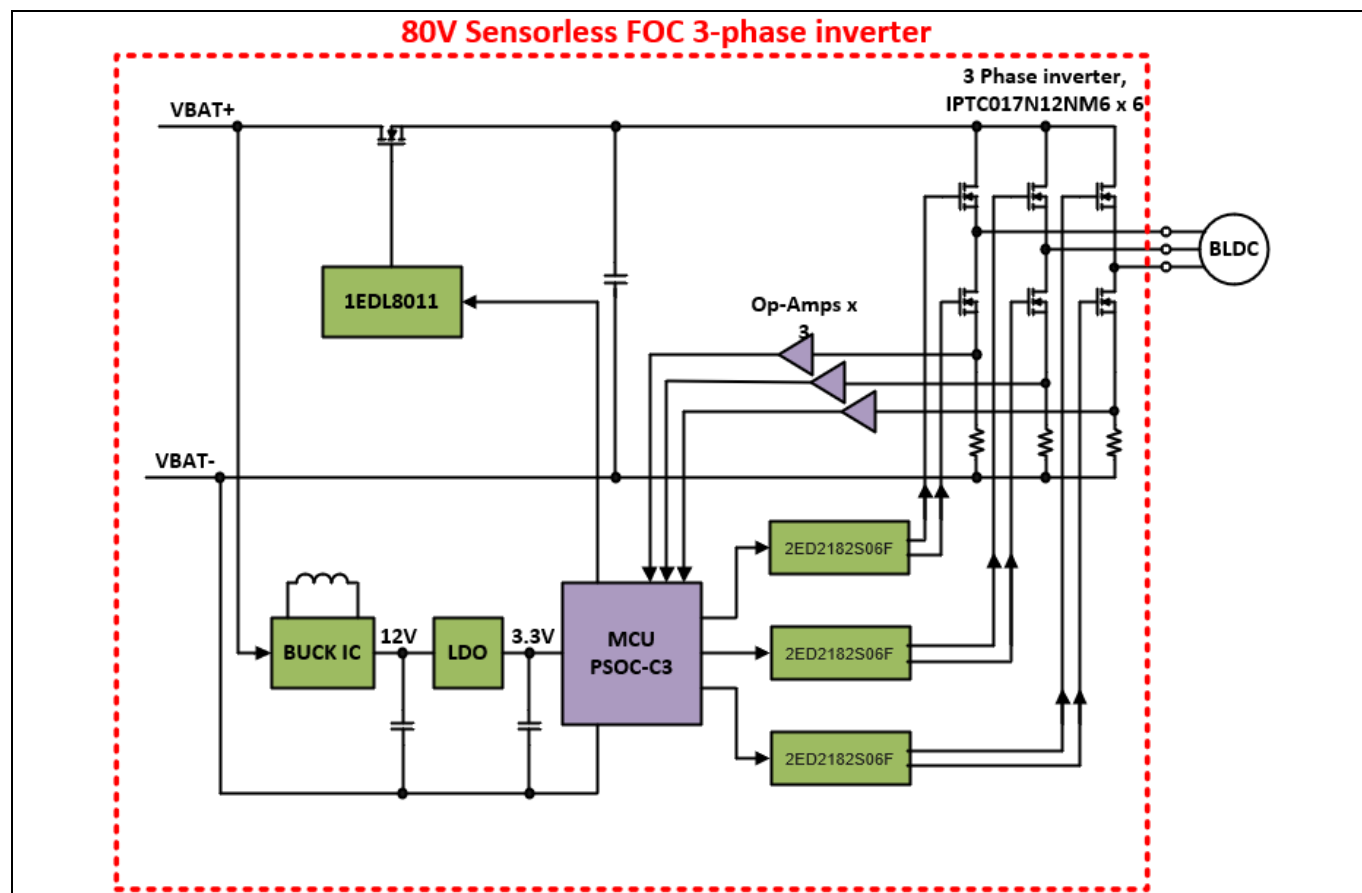 80V Sensorless FOC 3-phase inverter
3 Phase inverter,
IPTC017N12NM6 x 6
VBAT+
BLDC
1EDL8011
Op-Amps x
3
VBAT-
2ED2182S06F
12V
3.3V
BUCK IC
LDO
MCU
PSOC-C3
2ED2182S06F
2ED2182S06F